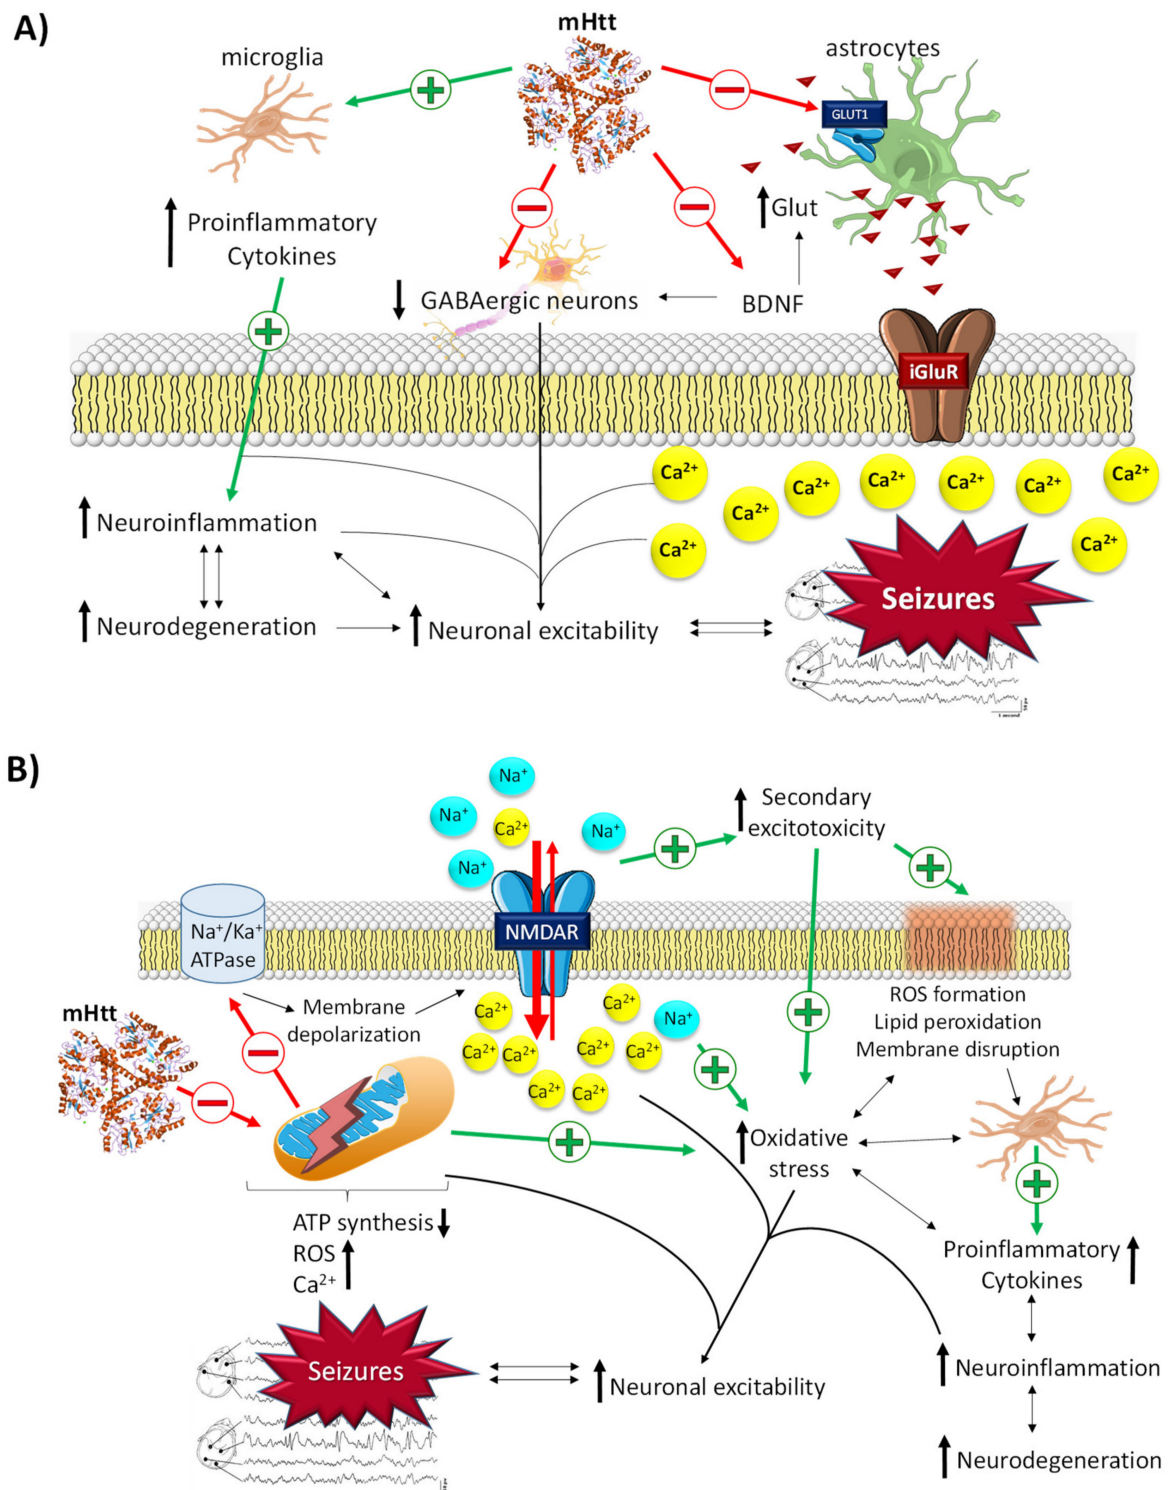 A)
mHtt
microglia
astrocytes
GLUT1
Glut
Proinflammatory
Cytokines
GABAergic neurons
BDNF
iGluR
Ca²⁺
Ca²⁺
Ca²⁺
Ca²⁺
Ca²⁺
Ca²⁺
Ca²⁺
Ca²⁺
Ca²⁺
Neuroinflammation
Seizures
Neurodegeneration
Neuronal excitability
1 second
B)
Na⁺
Na⁺
Ca²⁺
Na⁺
Na⁺
Secondary
excitotoxicity
Na⁺/Ka⁺
ATPase
NMDAR
mHtt
Membrane
depolarization
Ca²⁺
Ca²⁺
Na⁺
Ca²⁺
Ca²⁺
Ca²⁺
Ca²⁺
Ca²⁺
Ca²⁺
ROS formation
Lipid peroxidation
Membrane disruption
Oxidative
stress
ATP synthesis
ROS
Ca²⁺
Proinflammatory
Cytokines
Seizures
Neuronal excitability
Neuroinflammation
Neurodegeneration